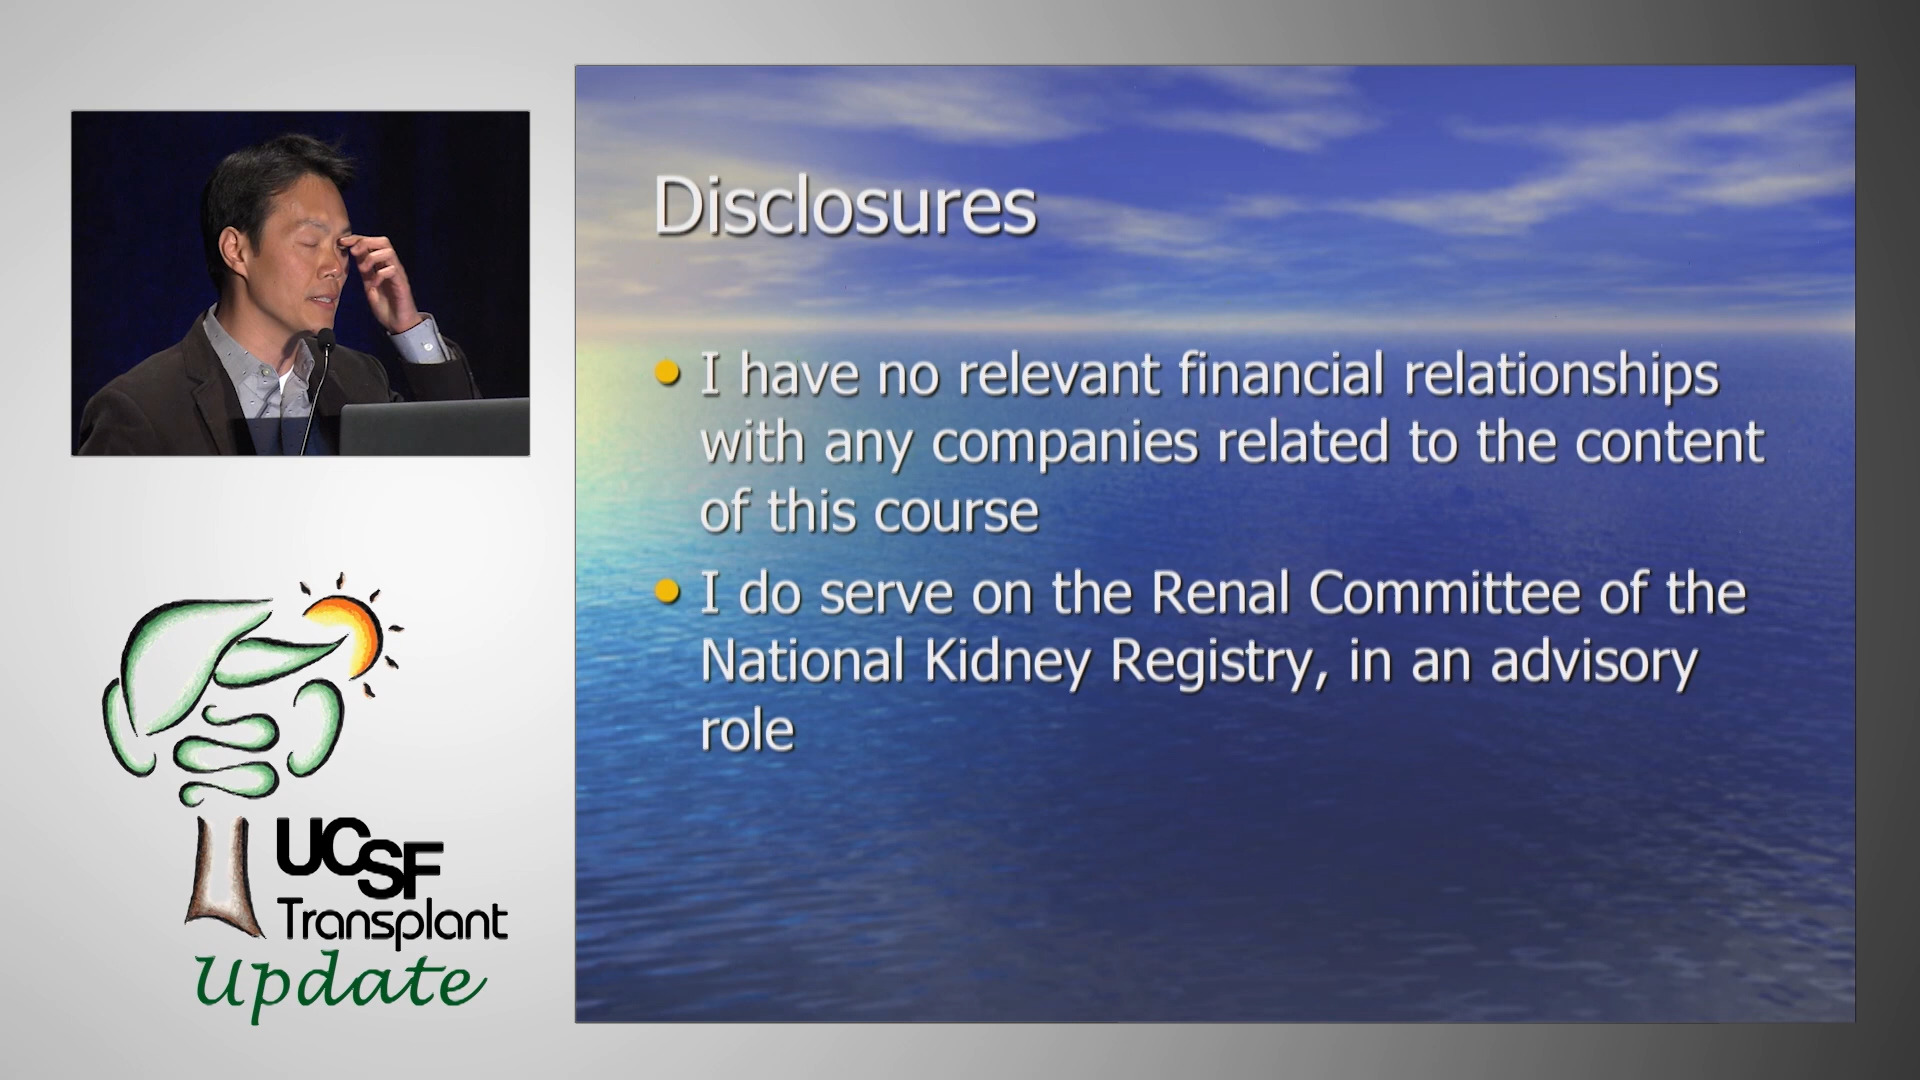 Disclosures
• I have no relevant financial relationships
with any companies related to the content
of this course
• I do serve on the Renal Committee of the
National Kidney Registry, in an advisory
role
UCSF
Transplant
Update